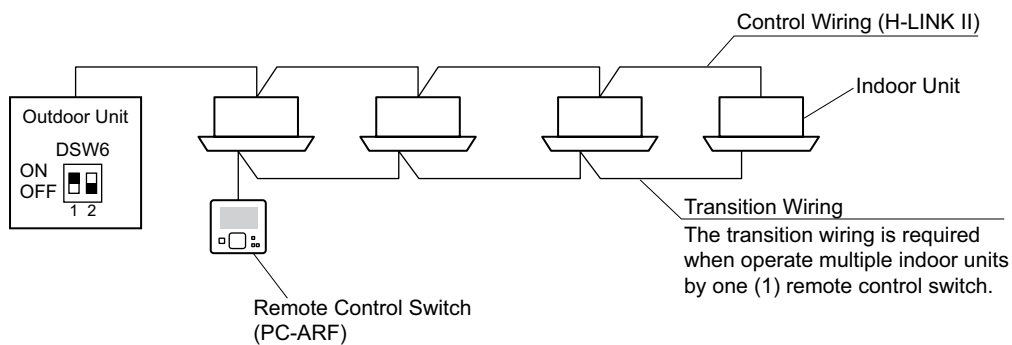 Control Wiring (H-LINK II)
Indoor Unit
Outdoor Unit
DSW6
ON
OFF
1 2
Transition Wiring
The transition wiring is required
when operate multiple indoor units
by one (1) remote control switch.
Remote Control Switch
(PC-ARF)